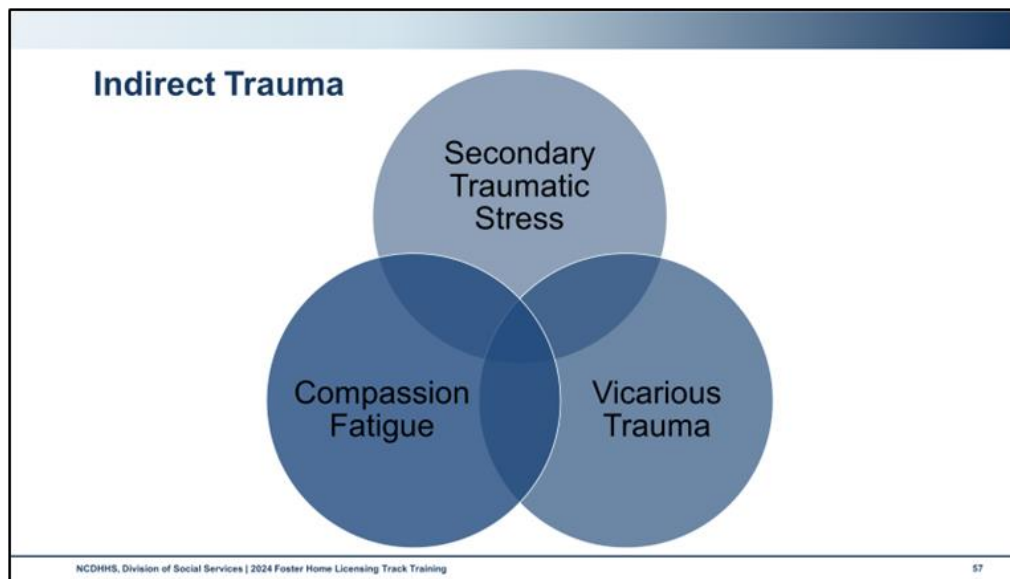 Indirect Trauma
Secondary
Traumatic
Stress
Compassion
Fatigue
Vicarious
Trauma
NCDHHS, Division of Social Services | 2024 Foster Home Licensing Track Training
57